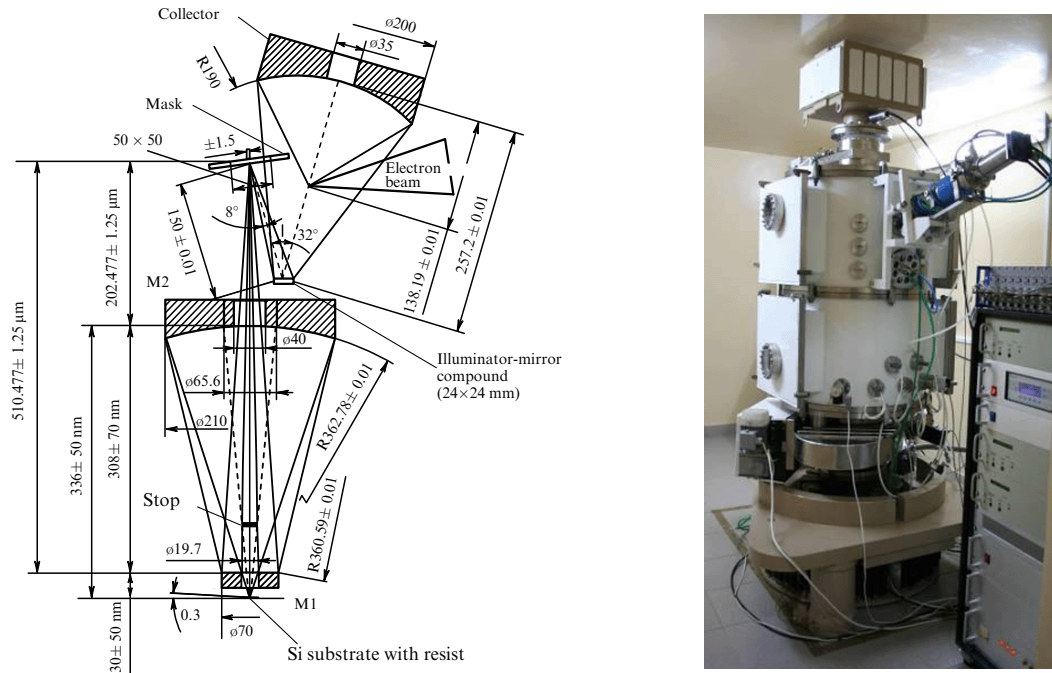 Collector
ø200
ø35
R190
Mask
50 × 50
±1.5
Electron
beam
8°
32°
150 ± 0.01
138.19 ± 0.01
257.2 ± 0.01
202.477± 1.25 µm
510.477± 1.25 µm
M2
ø40
Illuminator-mirror
compound
(24×24 mm)
ø65.6
ø210
R362.78± 0.01
336± 50 nm
308± 70 nm
Stop
R360.59± 0.01
ø19.7
M1
0.3
ø70
30± 50 nm
Si substrate with resist